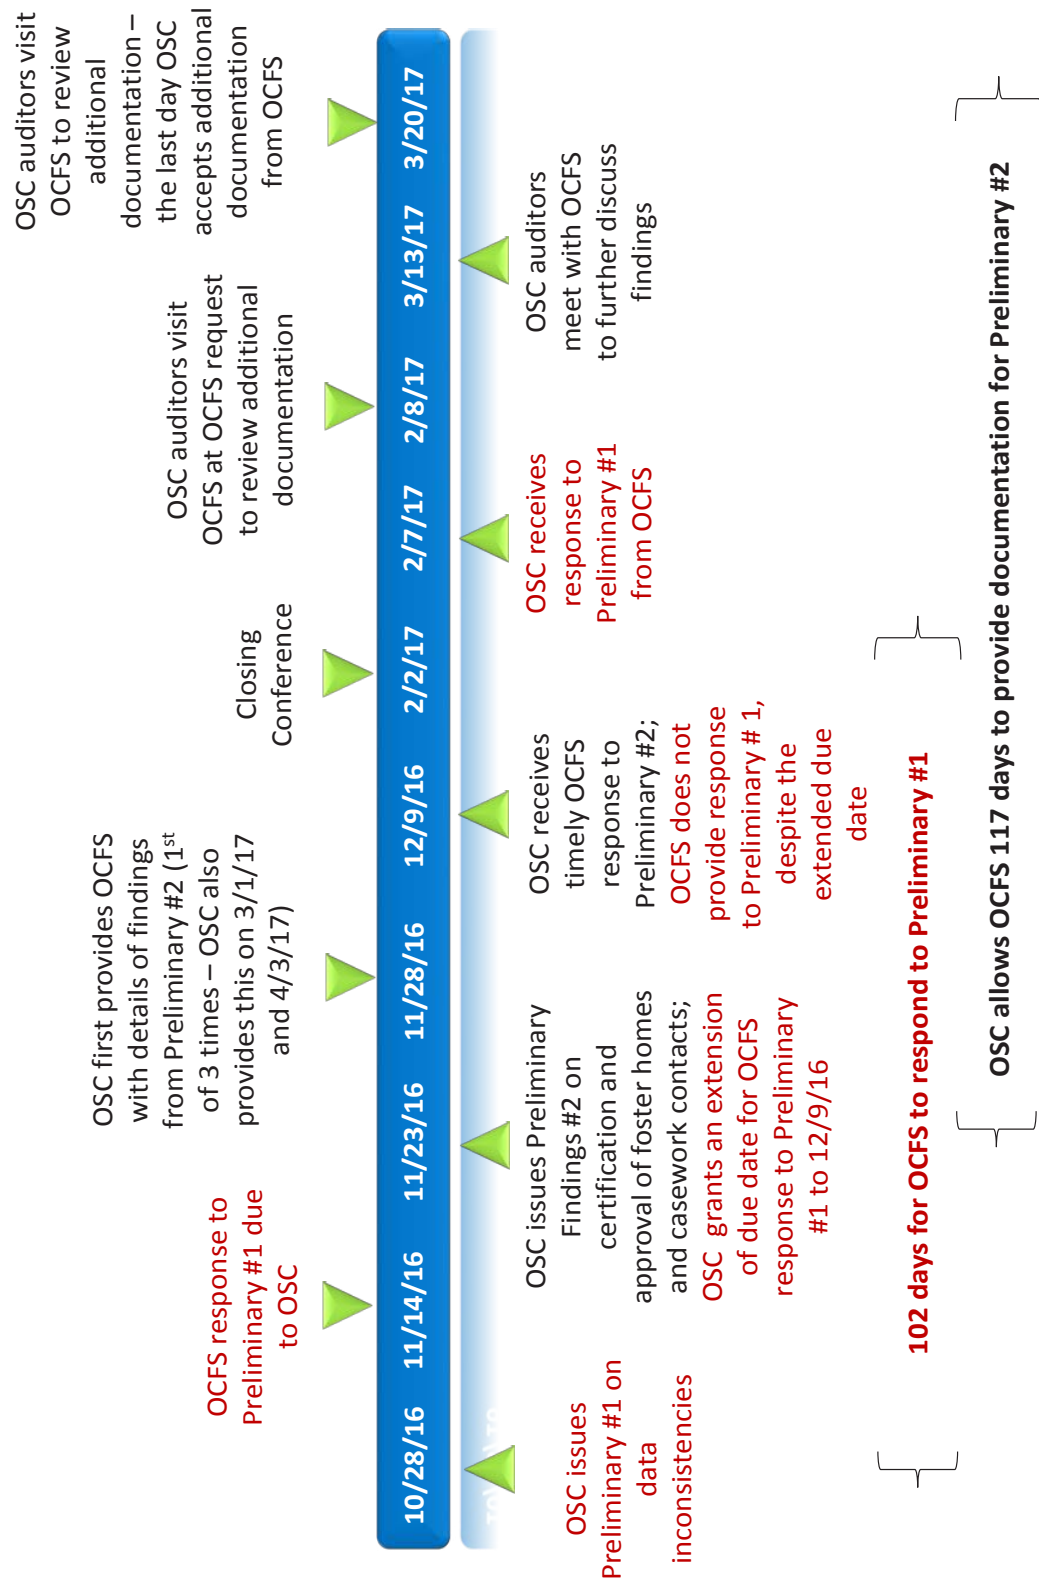 OSC auditors visit
OCFS to review
additional
documentation –
the last day OSC
accepts additional
documentation
from OCFS
OSC auditors visit
OCFS at OCFS request
to review additional
documentation
Closing
Conference
OSC first provides OCFS
with details of findings
from Preliminary #2 (1st
of 3 times – OSC also
provides this on 3/1/17
and 4/3/17)
OCFS response to
Preliminary #1 due
to OSC
10/28/16
11/14/16
11/23/16
11/28/16
12/9/16
2/2/17
2/7/17
2/8/17
3/13/17
3/20/17
OSC issues
Preliminary #1 on
data
inconsistencies
OSC issues Preliminary
Findings #2 on
certification and
approval of foster homes
and casework contacts;
OSC grants an extension
of due date for OCFS
response to Preliminary
#1 to 12/9/16
OSC receives
timely OCFS
response to
Preliminary #2;
OCFS does not
provide response
to Preliminary # 1,
despite the
extended due
date
OSC receives
response to
Preliminary #1
from OCFS
OSC auditors
meet with OCFS
to further discuss
findings
102 days for OCFS to respond to Preliminary #1
OSC allows OCFS 117 days to provide documentation for Preliminary #2